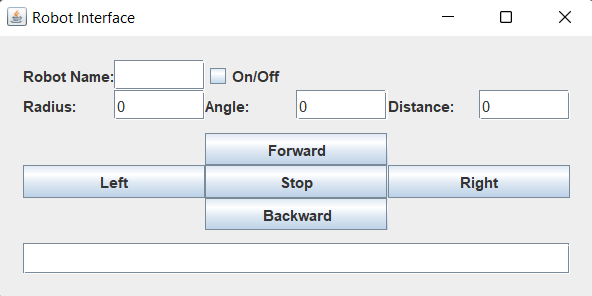 Robot Interface
Robot Name: On/Off
Radius: 0 Angle: 0 Distance: 0
Forward
Left Stop Right
Backward